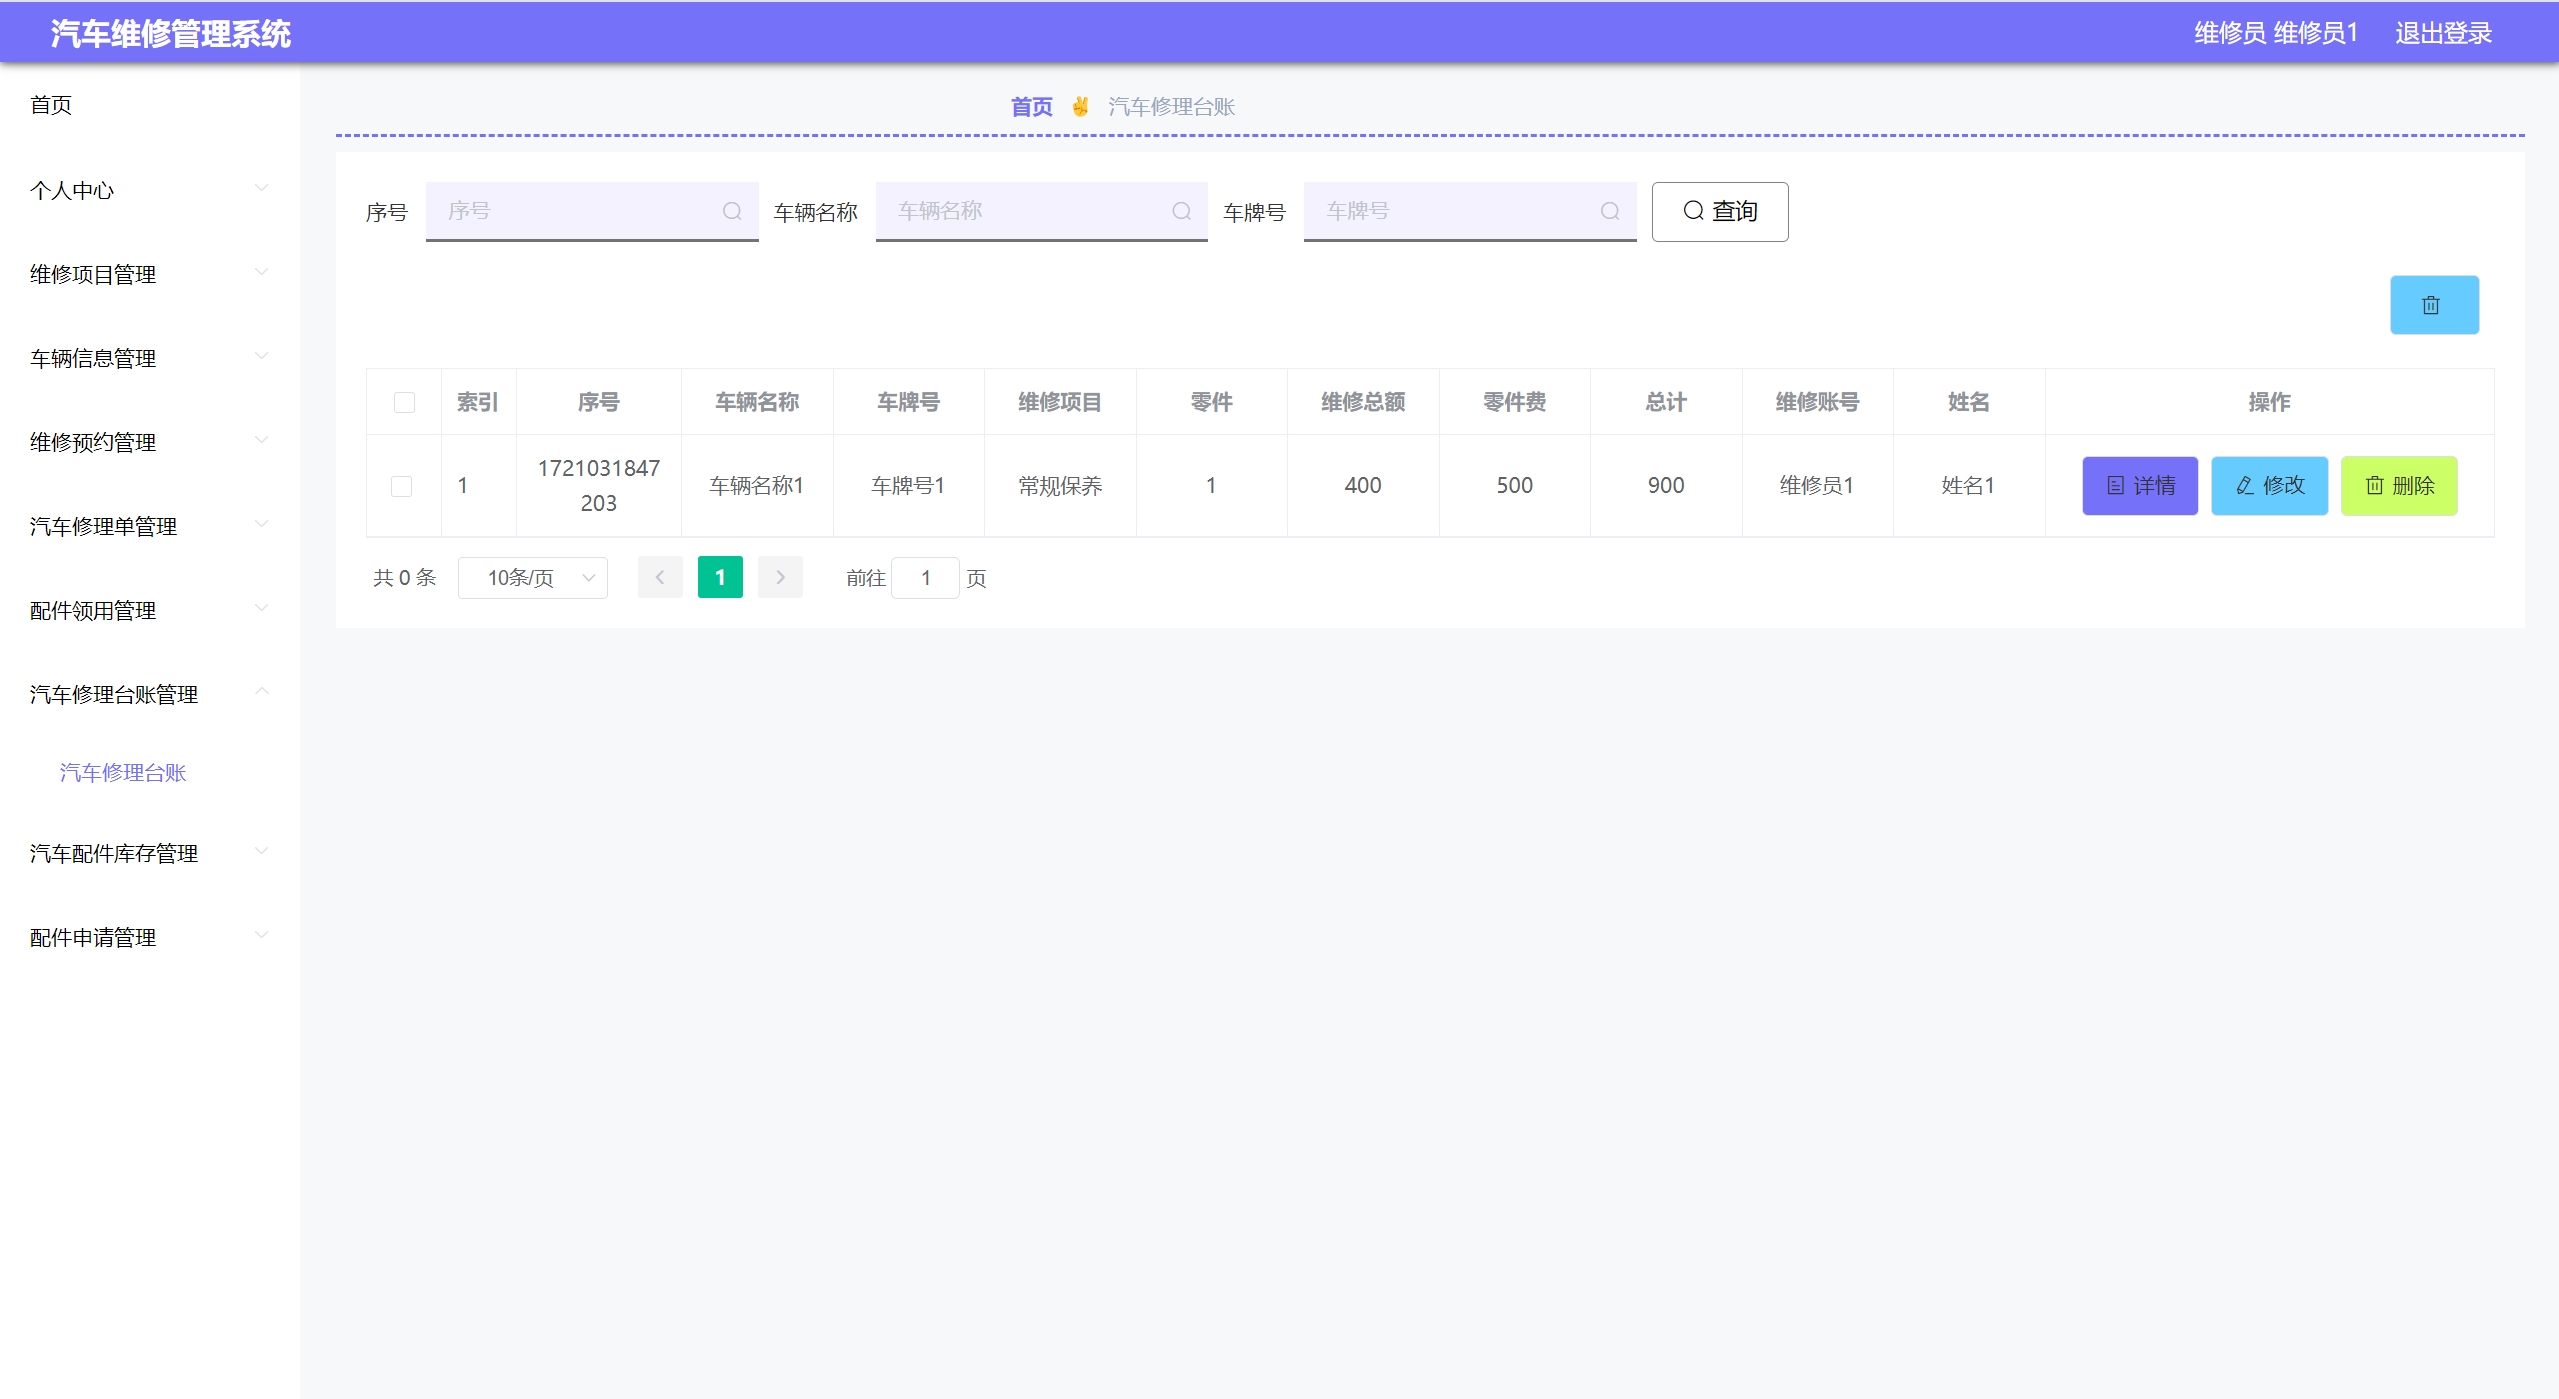 汽车维修管理系统
维修员 维修员1 退出登录
首页
个人中心
维修项目管理
车辆信息管理
维修预约管理
汽车修理单管理
配件领用管理
汽车修理台账管理
汽车修理台账
汽车配件库存管理
配件申请管理
首页 ✌ 汽车修理台账
序号 序号 车辆名称 车辆名称 车牌号 车牌号 查询
索引 序号 车辆名称 车牌号 维修项目 零件 维修总额 零件费 总计 维修账号 姓名 操作
1 1721031847203 车辆名称1 车牌号1 常规保养 1 400 500 900 维修员1 姓名1 详情 修改 删除
共 0 条 10条/页 1 前往 1 页